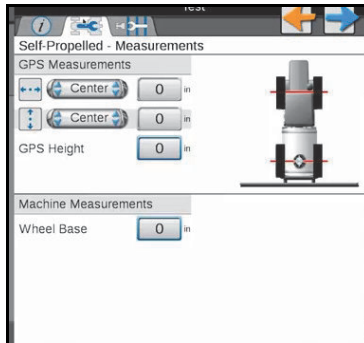 Test
i
Self-Propelled - Measurements
GPS Measurements
Center 0 in
Center 0 in
GPS Height 0 in
Machine Measurements
Wheel Base 0 in